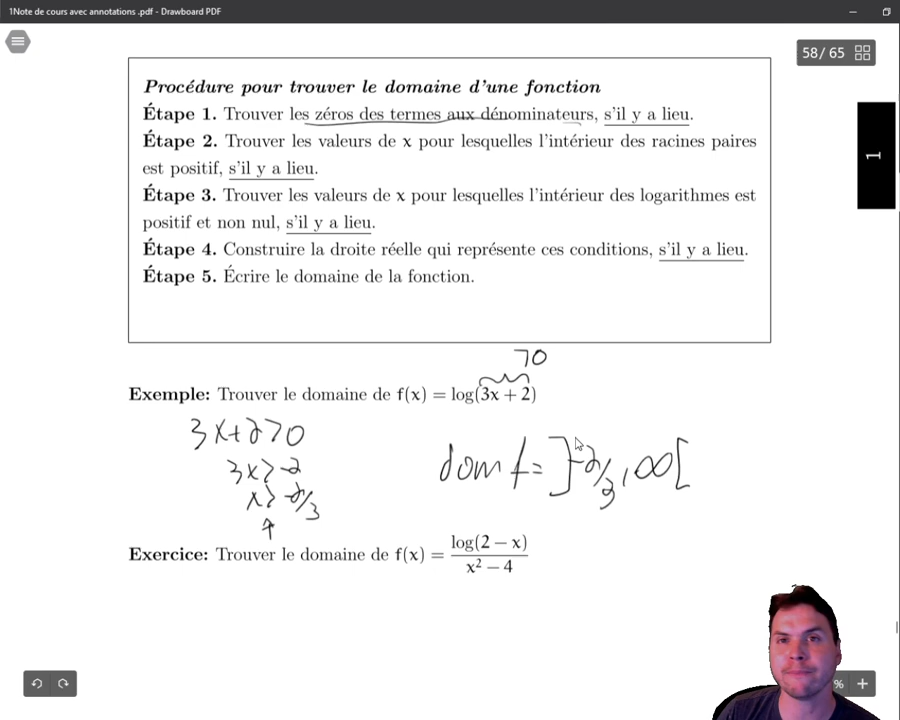 1Note de cours avec annotations .pdf - Drawboard PDF
58 / 65
1
Procédure pour trouver le domaine d'une fonction
Étape 1. Trouver les zéros des termes aux dénominateurs, s'il y a lieu.
Étape 2. Trouver les valeurs de x pour lesquelles l'intérieur des racines paires
est positif, s'il y a lieu.
Étape 3. Trouver les valeurs de x pour lesquelles l'intérieur des logarithmes est
positif et non nul, s'il y a lieu.
Étape 4. Construire la droite réelle qui représente ces conditions, s'il y a lieu.
Étape 5. Écrire le domaine de la fonction.
>0
Exemple: Trouver le domaine de f(x) = log(3x + 2)
3x+2>0
3x>-2
x>-2/3
dom f = ]-2/3, ∞[
Exercice: Trouver le domaine de f(x) = log(2 − x) / x² − 4
% +